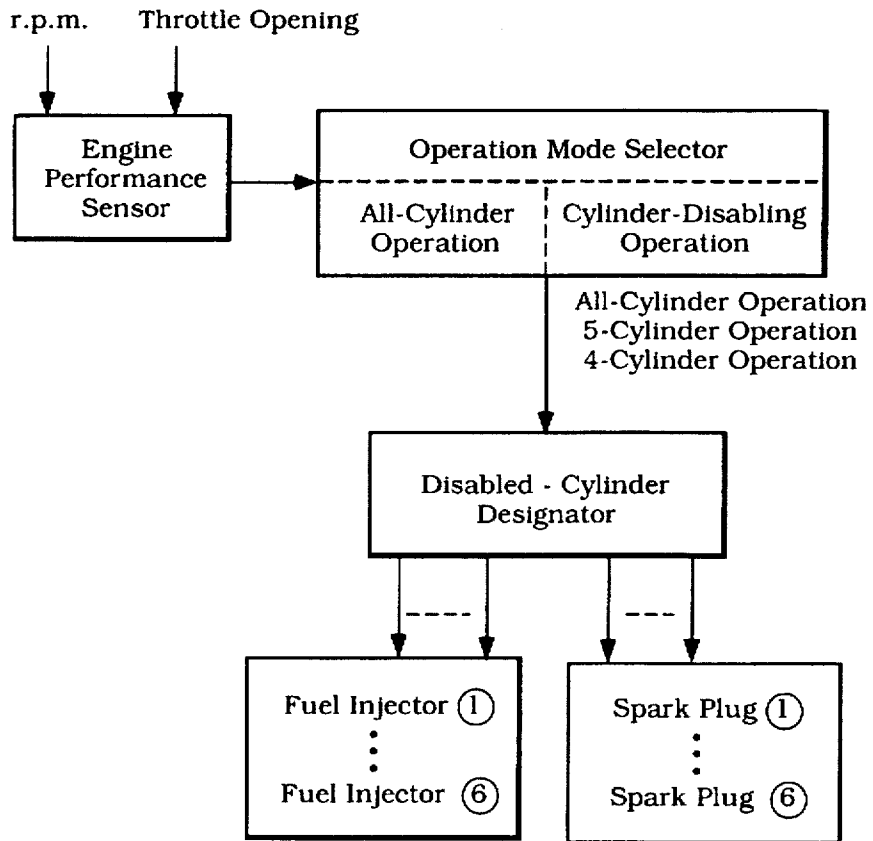 r.p.m. Throttle Opening
Engine
Performance
Sensor
Operation Mode Selector
All-Cylinder
Operation
Cylinder-Disabling
Operation
All-Cylinder Operation
5-Cylinder Operation
4-Cylinder Operation
Disabled - Cylinder
Designator
Fuel Injector 1
Fuel Injector 6
Spark Plug 1
Spark Plug 6